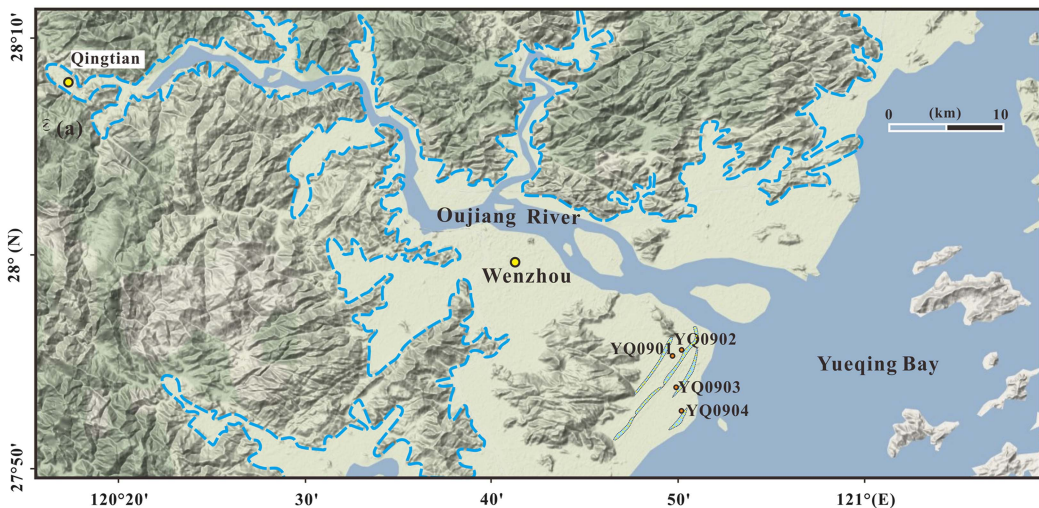 28°10'
Qingtian
(N)
(a)
(km)
0 10
Oujiang River
28° (N)
Wenzhou
YQ0902
YQ0901
Yueqing Bay
YQ0903
YQ0904
27°50'
120°20' 30' 40' 50' 121°(E)